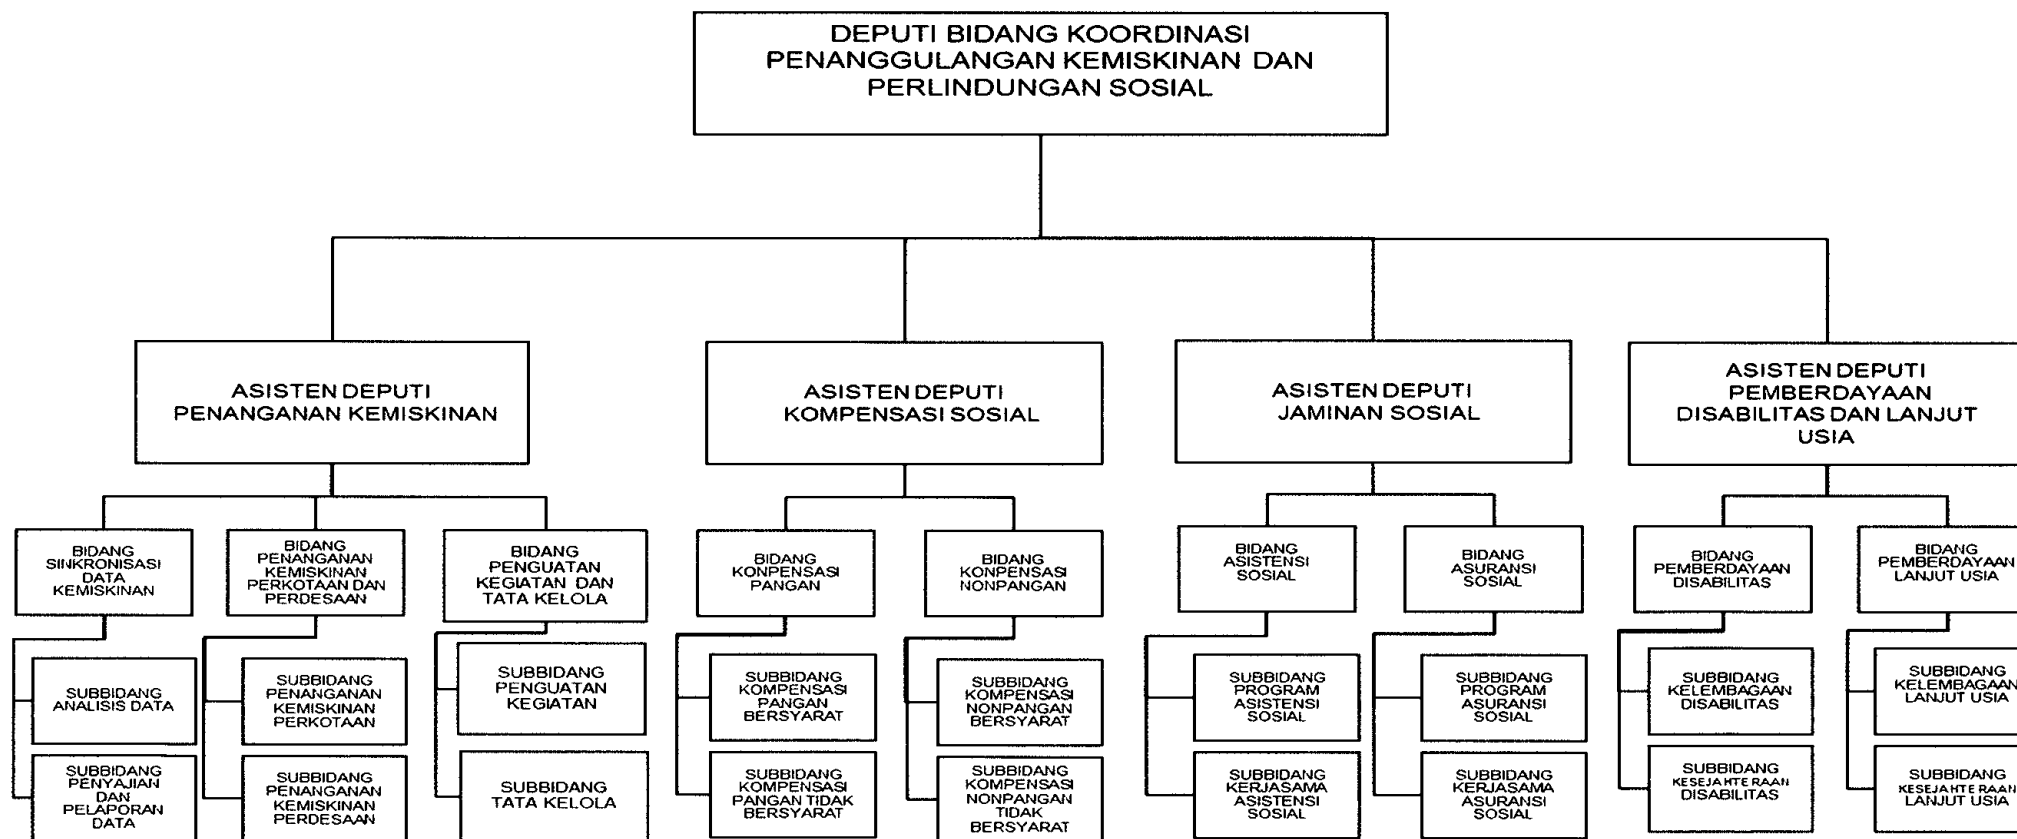 DEPUTI BIDANG KOORDINASI
PENANGGULANGAN KEMISKINAN DAN
PERLINDUNGAN SOSIAL
ASISTEN DEPUTI
PENANGANAN KEMISKINAN
ASISTEN DEPUTI
KOMPENSASI SOSIAL
ASISTEN DEPUTI
JAMINAN SOSIAL
ASISTEN DEPUTI
PEMBERDAYAAN
DISABILITAS DAN LANJUT
USIA
BIDANG
SINKRONISASI
DATA
KEMISKINAN
BIDANG
PENANGANAN
KEMISKINAN
PERKOTAAN DAN
PERDESAAN
BIDANG
PENGUATAN
KEGIATAN DAN
TATA KELOLA
BIDANG
KONPENSASI
PANGAN
BIDANG
KONPENSASI
NONPANGAN
BIDANG
ASISTENSI
SOSIAL
BIDANG
ASURANSI
SOSIAL
BIDANG
PEMBERDAYAAN
DISABILITAS
BIDANG
PEMBERDAYAAN
LANJUT USIA
SUBBIDANG
ANALISIS DATA
SUBBIDANG
PENANGANAN
KEMISKINAN
PERKOTAAN
SUBBIDANG
PENGUATAN
KEGIATAN
SUBBIDANG
KOMPENSASI
PANGAN
BERSYARAT
SUBBIDANG
KOMPENSASI
NONPANGAN
BERSYARAT
SUBBIDANG
PROGRAM
ASISTENSI
SOSIAL
SUBBIDANG
PROGRAM
ASURANSI
SOSIAL
SUBBIDANG
KELEMBAGAAN
DISABILITAS
SUBBIDANG
KELEMBAGAAN
LANJUT USIA
SUBBIDANG
PENYAJIAN
DAN
PELAPORAN
DATA
SUBBIDANG
PENANGANAN
KEMISKINAN
PERDESAAN
SUBBIDANG
TATA KELOLA
SUBBIDANG
KOMPENSASI
PANGAN TIDAK
BERSYARAT
SUBBIDANG
KOMPENSASI
NONPANGAN
TIDAK
BERSYARAT
SUBBIDANG
KERJASAMA
ASISTENSI
SOSIAL
SUBBIDANG
KERJASAMA
ASURANSI
SOSIAL
SUBBIDANG
KESEJAHTERAAN
DISABILITAS
SUBBIDANG
KESEJAHTERAAN
LANJUT USIA